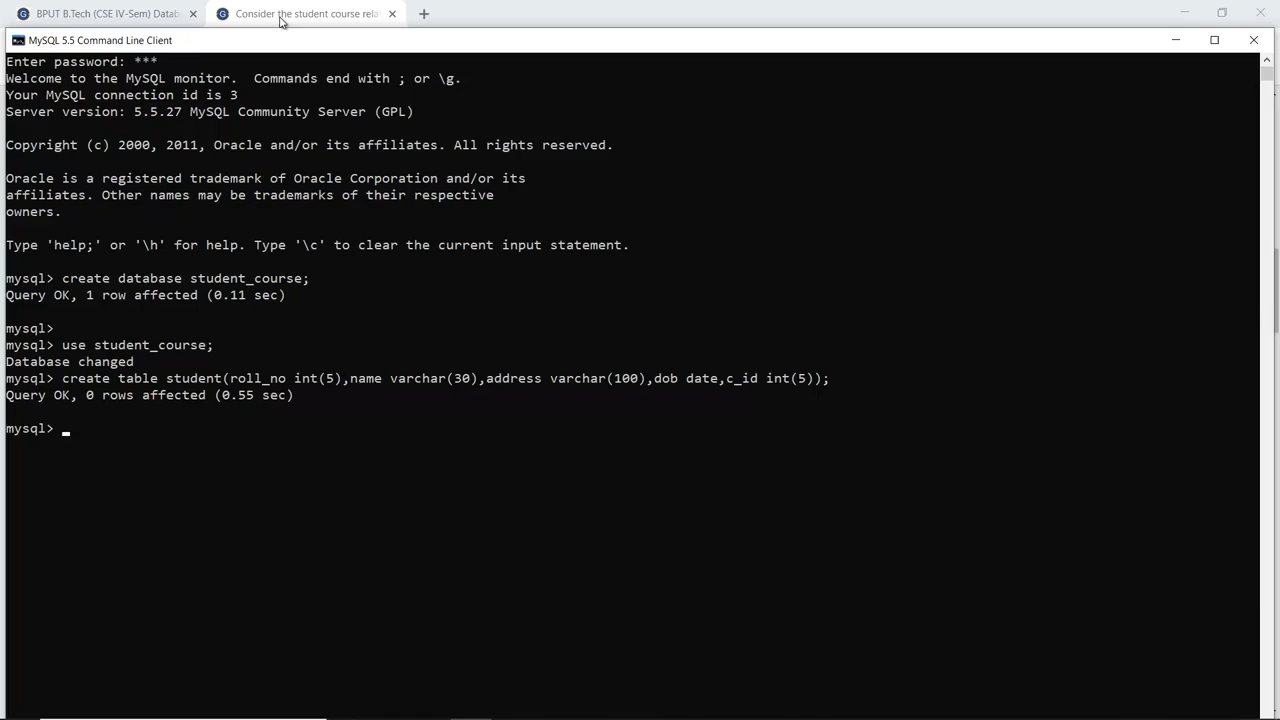 BPUT B.Tech (CSE IV-Sem) Datab
Consider the student course rela
MySQL 5.5 Command Line Client
Enter password: ***
Welcome to the MySQL monitor.  Commands end with ; or \g.
Your MySQL connection id is 3
Server version: 5.5.27 MySQL Community Server (GPL)
Copyright (c) 2000, 2011, Oracle and/or its affiliates. All rights reserved.
Oracle is a registered trademark of Oracle Corporation and/or its
affiliates. Other names may be trademarks of their respective
owners.
Type 'help;' or '\h' for help. Type '\c' to clear the current input statement.
mysql> create database student_course;
Query OK, 1 row affected (0.11 sec)
mysql>
mysql> use student_course;
Database changed
mysql> create table student(roll_no int(5),name varchar(30),address varchar(100),dob date,c_id int(5));
Query OK, 0 rows affected (0.55 sec)
mysql>